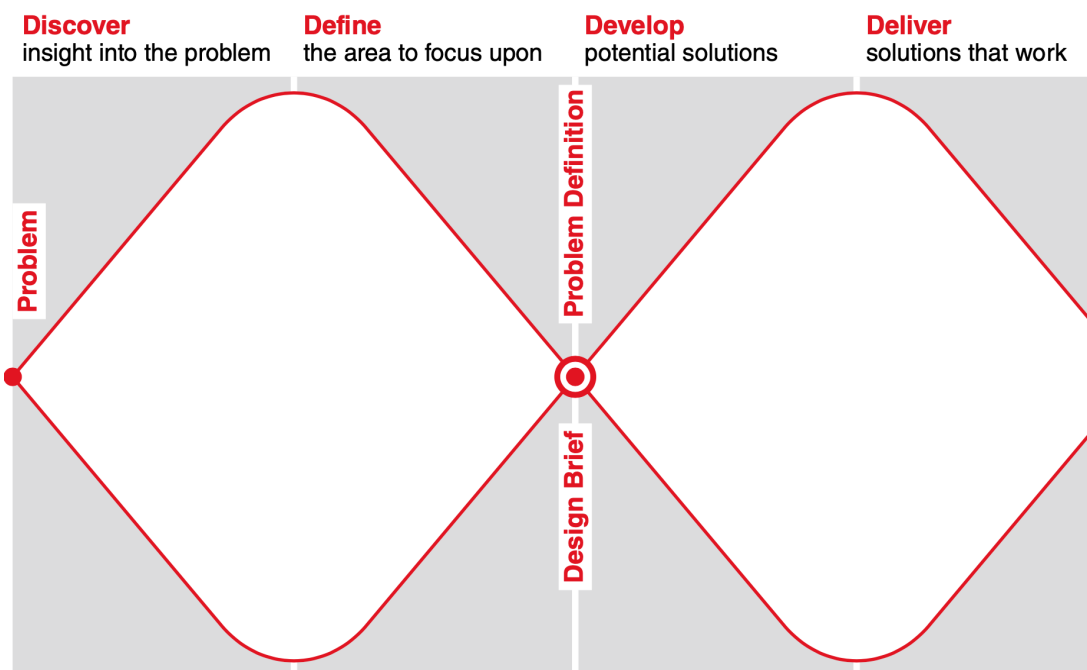 Discover
insight into the problem
Define
the area to focus upon
Develop
potential solutions
Deliver
solutions that work
Problem
Problem Definition
Design Brief